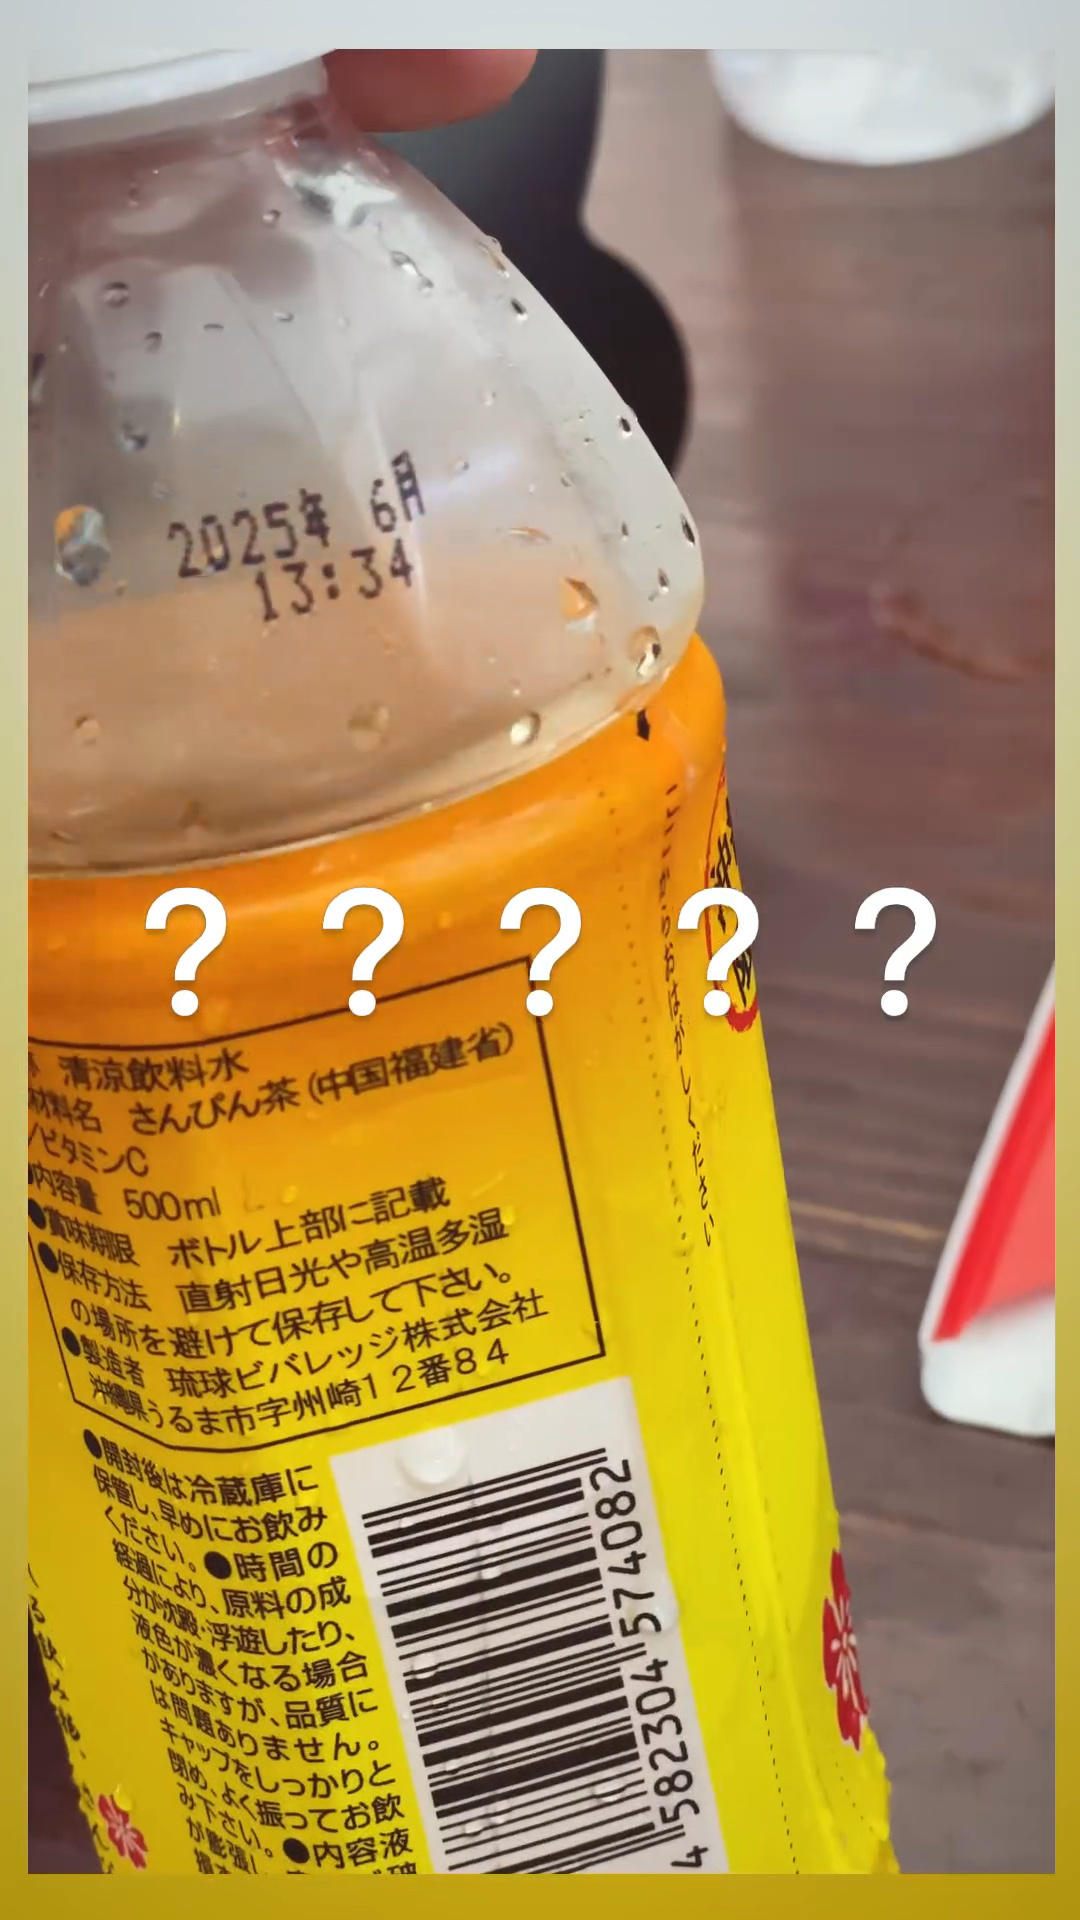 2025年 6月
13:34
? ? ? ? ?
清涼飲料水
材料名 さんぴん茶(中国福建省)
/ビタミンC
●内容量 500ml
●賞味期限 ボトル上部に記載
●保存方法 直射日光や高温多湿
の場所を避けて保存して下さい。
●製造者 琉球ビバレッジ株式会社
沖縄県うるま市字州崎12番84
●開封後は冷蔵庫に
保管し、早めにお飲み
ください。●時間の
経過により、原料の成
分が沈殿・浮遊したり、
液色が濃くなる場合
がありますが、品質に
は問題ありません。
キャップをしっかりと
閉め、よく振ってお飲
み下さい。●内容液
が膨張し
4 582304 574082
からおはがしください